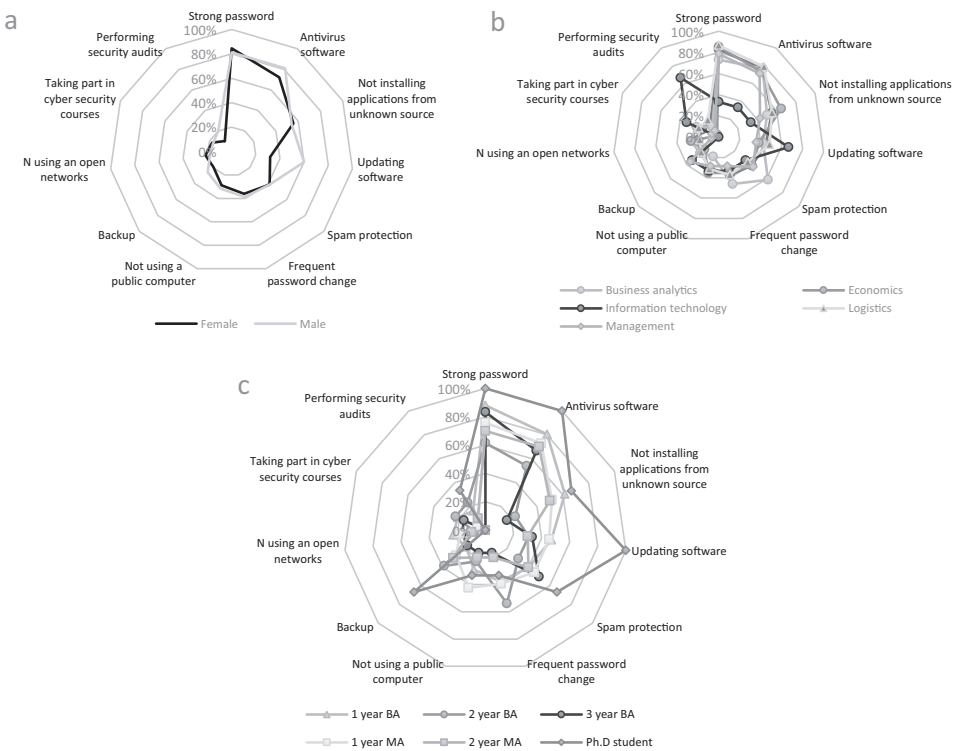 a
Strong password
100%
80%
60%
40%
20%
0%
Antivirus
software
Not installing
applications from
unknown source
Updating
software
Spam protection
Frequent
password change
Not using a
public computer
Backup
N using an open
networks
Taking part in
cyber security
courses
Performing
security audits
Female
Male
b
Strong password
100%
80%
Antivirus software
Not installing applications
from unknown source
Updating software
Spam protection
Frequent password
change
Not using a public
computer
Backup
N using an open networks
Taking part in cyber
security courses
Performing security
audits
Business analytics
Economics
Information technology
Logistics
Management
c
Strong password
100%
80%
60%
40%
20%
Antivirus software
Not installing
applications from
unknown source
Updating software
Spam protection
Frequent password
change
Not using a public
computer
Backup
N using an open
networks
Taking part in cyber
security courses
Performing security
audits
1 year BA
2 year BA
3 year BA
1 year MA
2 year MA
Ph.D student